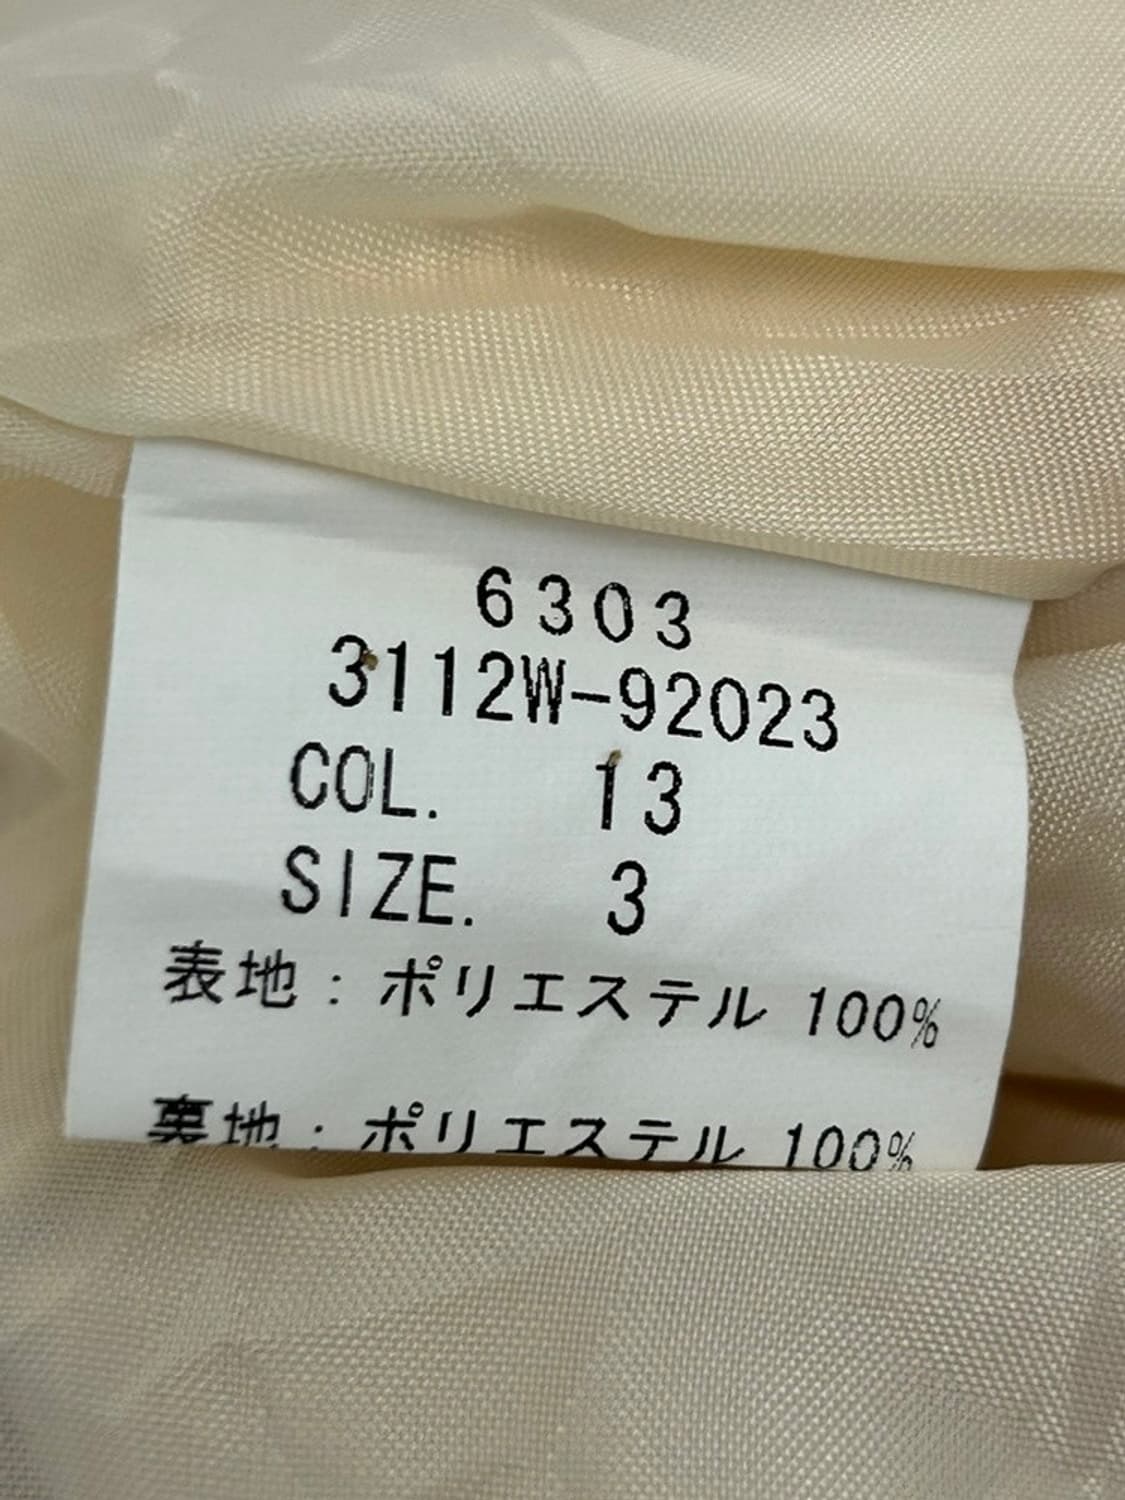 6303
3112W-92023
COL. 13
SIZE. 3
表地：ポリエステル 100%
裏地：ポリエステル 100%